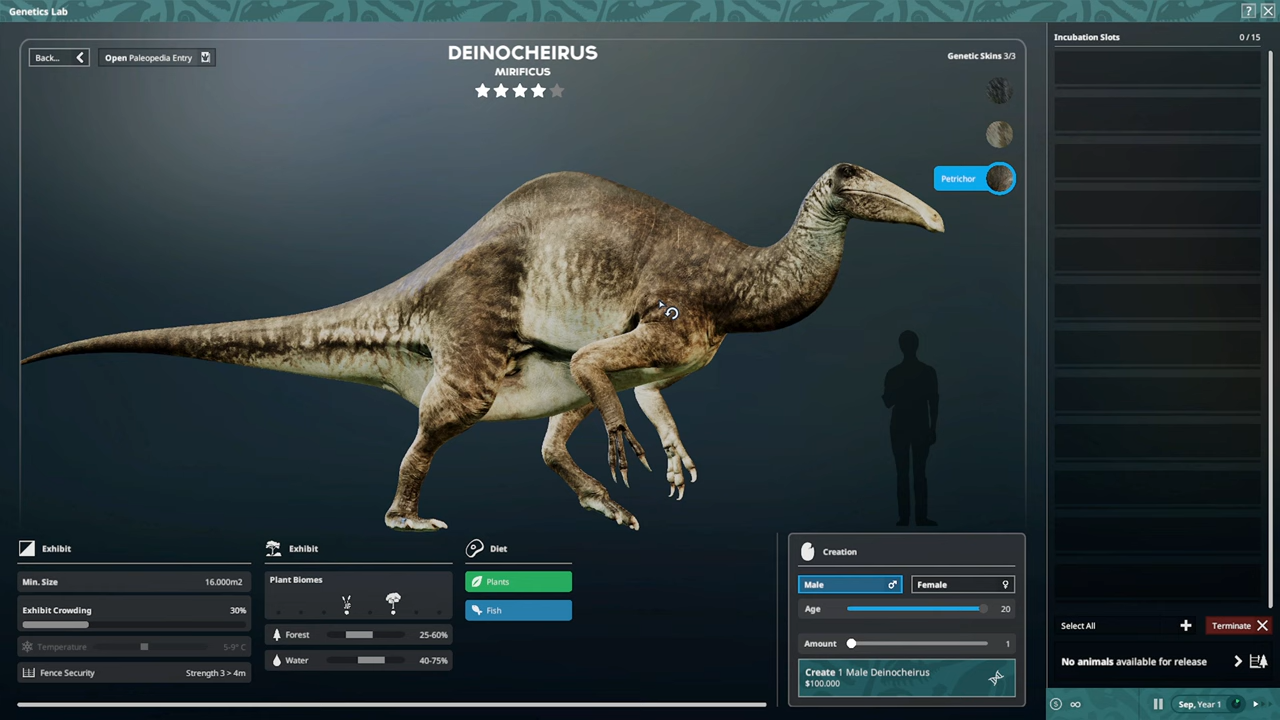 Genetics Lab
?
Back...
Open Paleopedia Entry
DEINOCHEIRUS
MIRIFICUS
Genetic Skins 3/3
Petrichor
Incubation Slots 0 / 15
Exhibit
Min. Size 16.000m2
Exhibit Crowding 30%
Temperature 5-9° C
Fence Security Strength 3 > 4m
Exhibit
Plant Biomes
Forest 25-60%
Water 40-75%
Diet
Plants
Fish
Creation
Male ♂
Female ♀
Age 20
Amount 1
Create 1 Male Deinocheirus
$100.000
Select All
Terminate
No animals available for release
Sep, Year 1